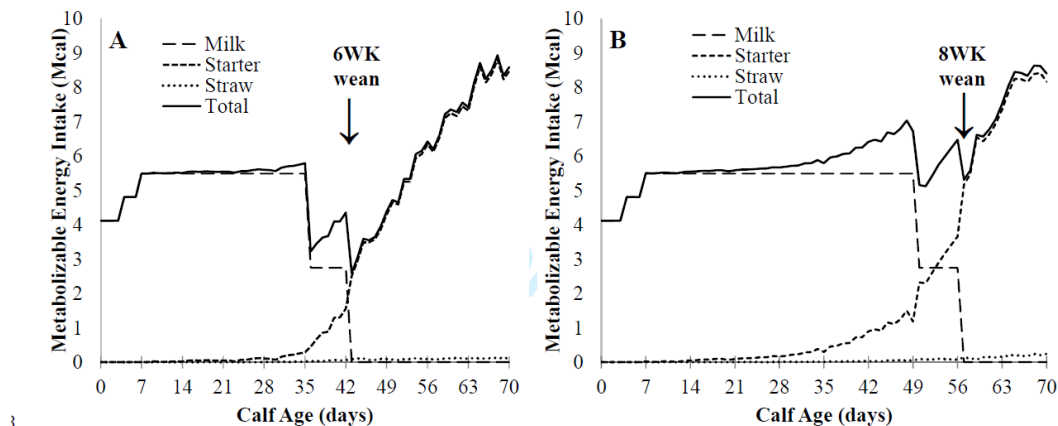 A
Milk
Starter
Straw
Total
6WK
wean
Metabolizable Energy Intake (Mcal)
10
9
8
7
6
5
4
3
2
1
0
0 7 14 21 28 35 42 49 56 63 70
Calf Age (days)
B
Milk
Starter
Straw
Total
8WK
wean
Metabolizable Energy Intake (Mcal)
10
9
8
7
6
5
4
3
2
1
0
0 7 14 21 28 35 42 49 56 63 70
Calf Age (days)